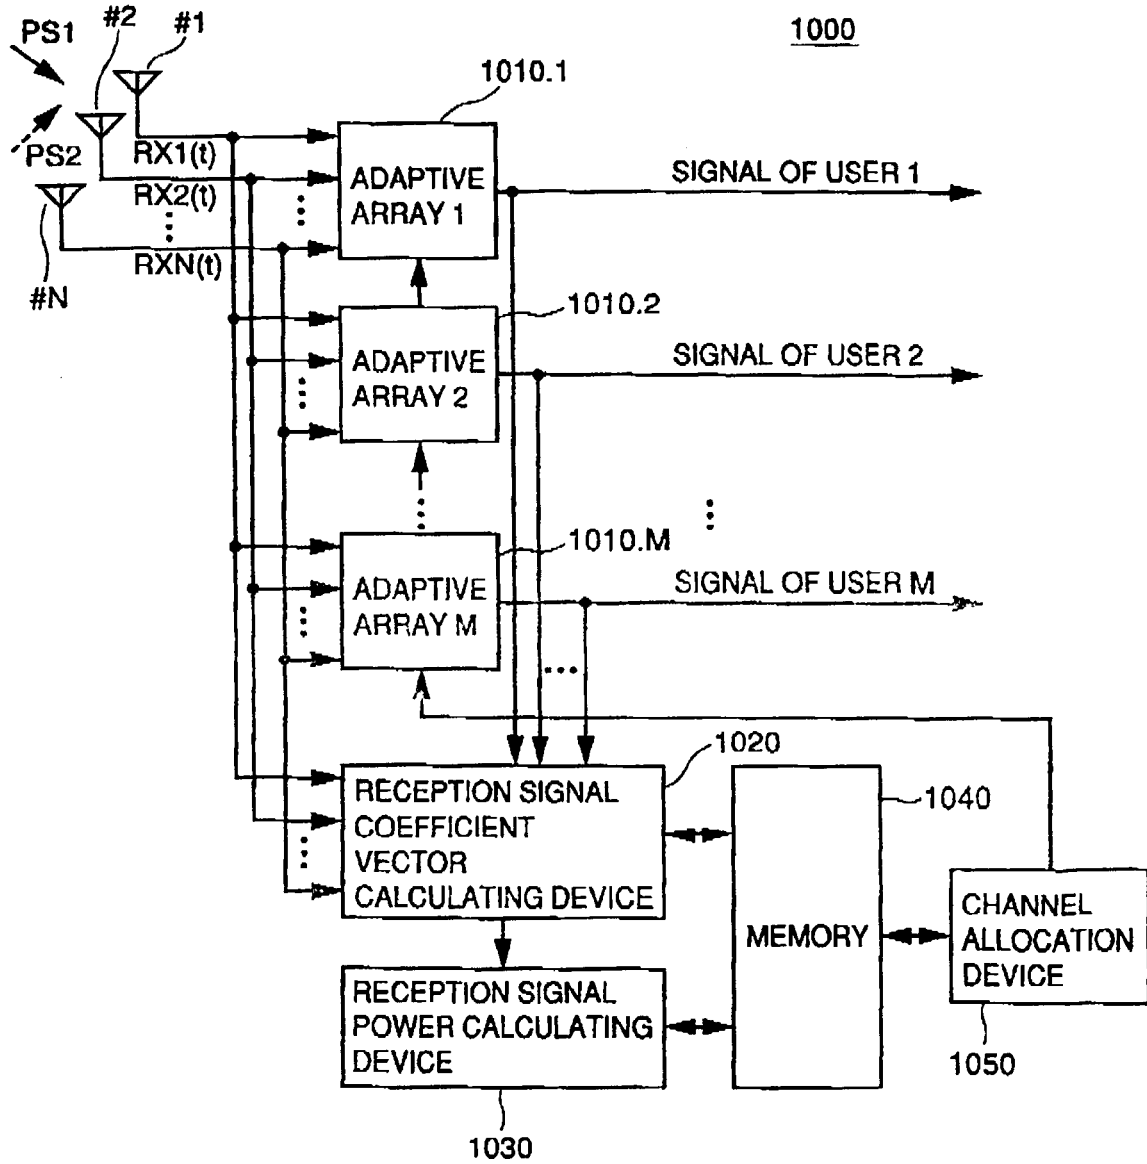 1000
PS1
#2
#1
1010.1
PS2
RX1(t)
RX2(t)
RXN(t)
#N
ADAPTIVE
ARRAY 1
SIGNAL OF USER 1
1010.2
ADAPTIVE
ARRAY 2
SIGNAL OF USER 2
1010.M
ADAPTIVE
ARRAY M
SIGNAL OF USER M
1020
RECEPTION SIGNAL
COEFFICIENT
VECTOR
CALCULATING DEVICE
1040
MEMORY
CHANNEL
ALLOCATION
DEVICE
1050
RECEPTION SIGNAL
POWER CALCULATING
DEVICE
1030